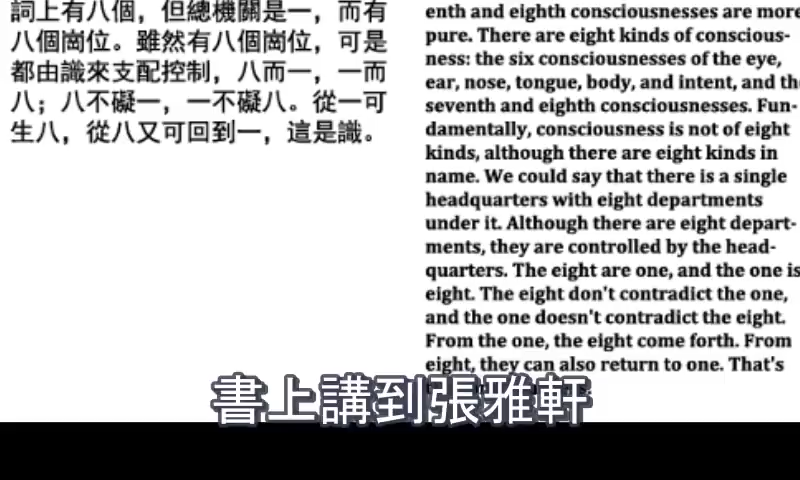 詞上有八個，但總機關是一，而有
八個崗位。雖然有八個崗位，可是
都由識來支配控制，八而一，一而
八；八不礙一，一不礙八。從一可
生八，從八又可回到一，這是識。
enth and eighth consciousnesses are more
pure. There are eight kinds of conscious-
ness: the six consciousnesses of the eye,
ear, nose, tongue, body, and intent, and the
seventh and eighth consciousnesses. Fun-
damentally, consciousness is not of eight
kinds, although there are eight kinds in
name. We could say that there is a single
headquarters with eight departments
under it. Although there are eight depart-
ments, they are controlled by the head-
quarters. The eight are one, and the one is
eight. The eight don't contradict the one,
and the one doesn't contradict the eight.
From the one, the eight come forth. From
eight, they can also return to one. That's
書上講到張雅軒